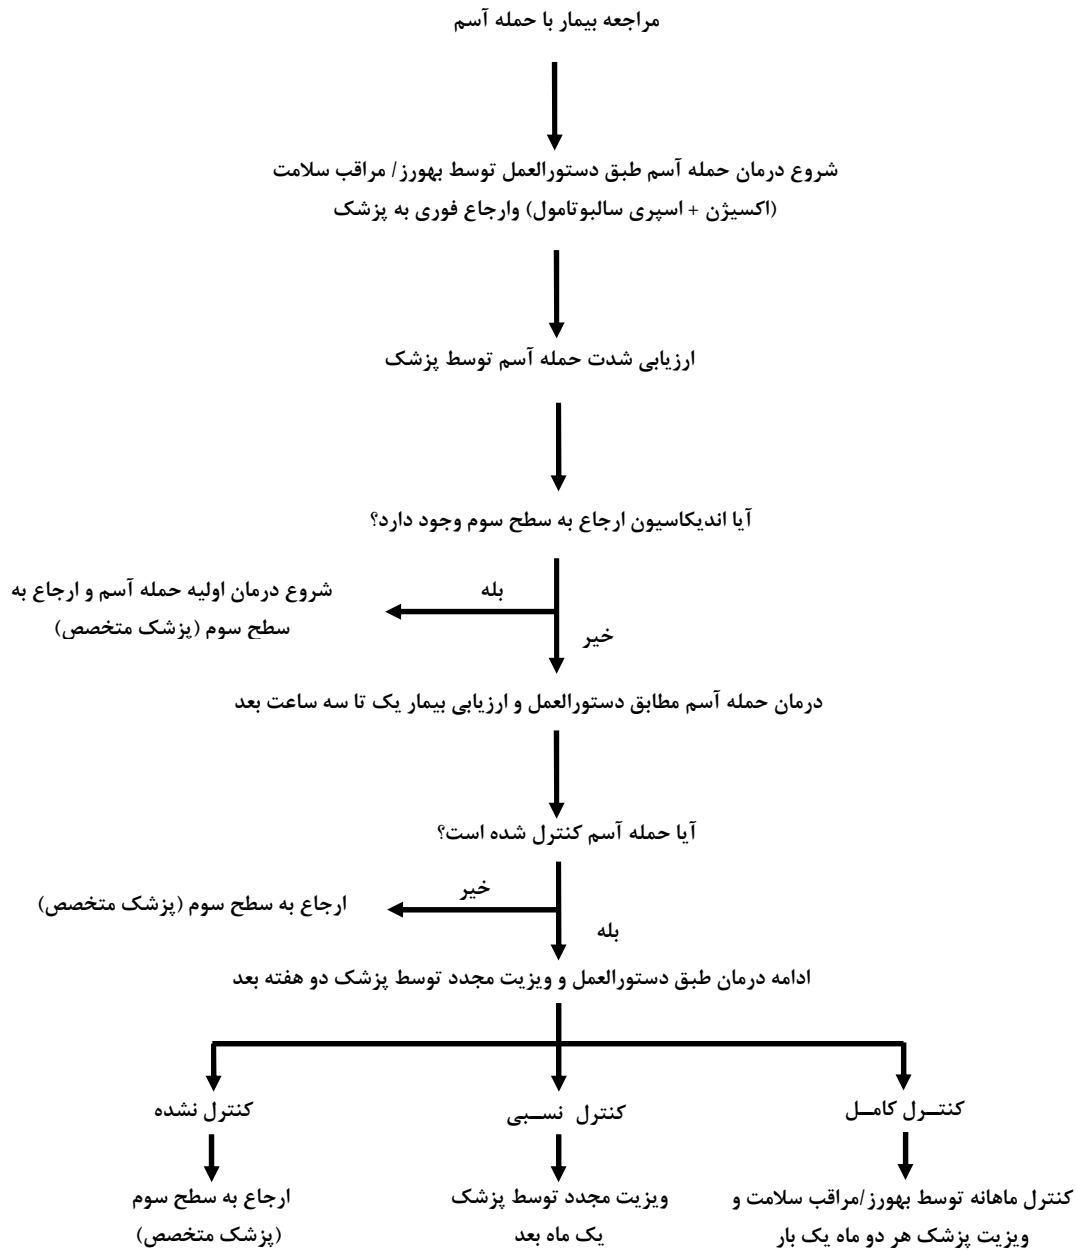 مراجعه بیمار با حمله آسم
شروع درمان حمله آسم طبق دستورالعمل توسط بهورز/ مراقب سلامت
(اکسیژن + اسپری سالبوتامول) وارجاع فوری به پزشک
ارزیابی شدت حمله آسم توسط پزشک
آیا اندیکاسیون ارجاع به سطح سوم وجود دارد؟
بله
شروع درمان اولیه حمله آسم و ارجاع به
سطح سوم (پزشک متخصص)
خیر
درمان حمله آسم مطابق دستورالعمل و ارزیابی بیمار یک تا سه ساعت بعد
آیا حمله آسم کنترل شده است؟
خیر
ارجاع به سطح سوم (پزشک متخصص)
بله
ادامه درمان طبق دستورالعمل و ویزیت مجدد توسط پزشک دو هفته بعد
کنتــرل کامــل
کنترل ماهانه توسط بهورز/مراقب سلامت و
ویزیت پزشک هر دو ماه یک بار
کنترل نســبی
ویزیت مجدد توسط پزشک
یک ماه بعد
کنترل نشده
ارجاع به سطح سوم
(پزشک متخصص)